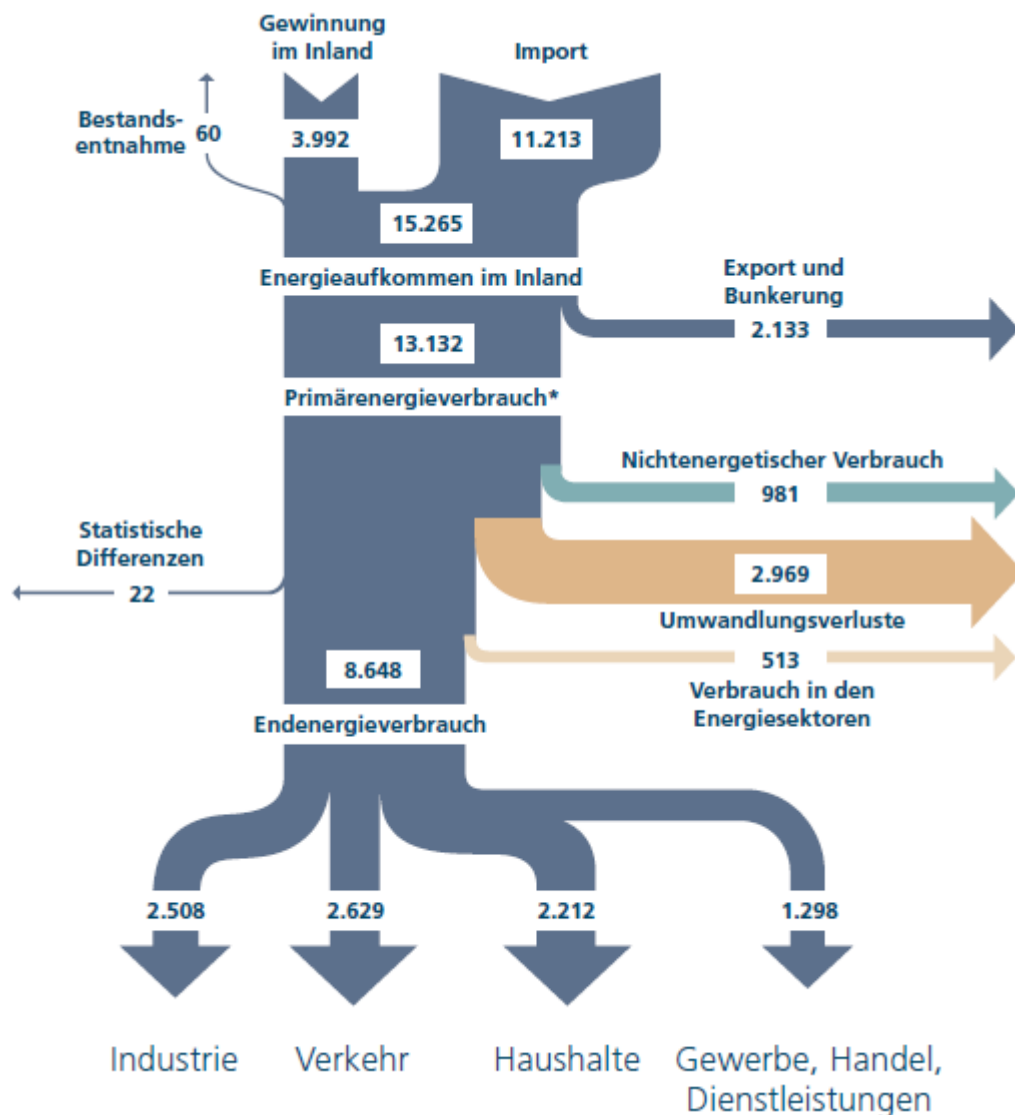 Gewinnung
im Inland
Import
Bestands-
entnahme
60
3.992
11.213
15.265
Energieaufkommen im Inland
Export und
Bunkerung
2.133
13.132
Primärenergieverbrauch*
Nichtenergetischer Verbrauch
981
Statistische
Differenzen
22
2.969
Umwandlungsverluste
513
Verbrauch in den
Energiesektoren
8.648
Endenergieverbrauch
2.508
2.629
2.212
1.298
Industrie
Verkehr
Haushalte
Gewerbe, Handel,
Dienstleistungen